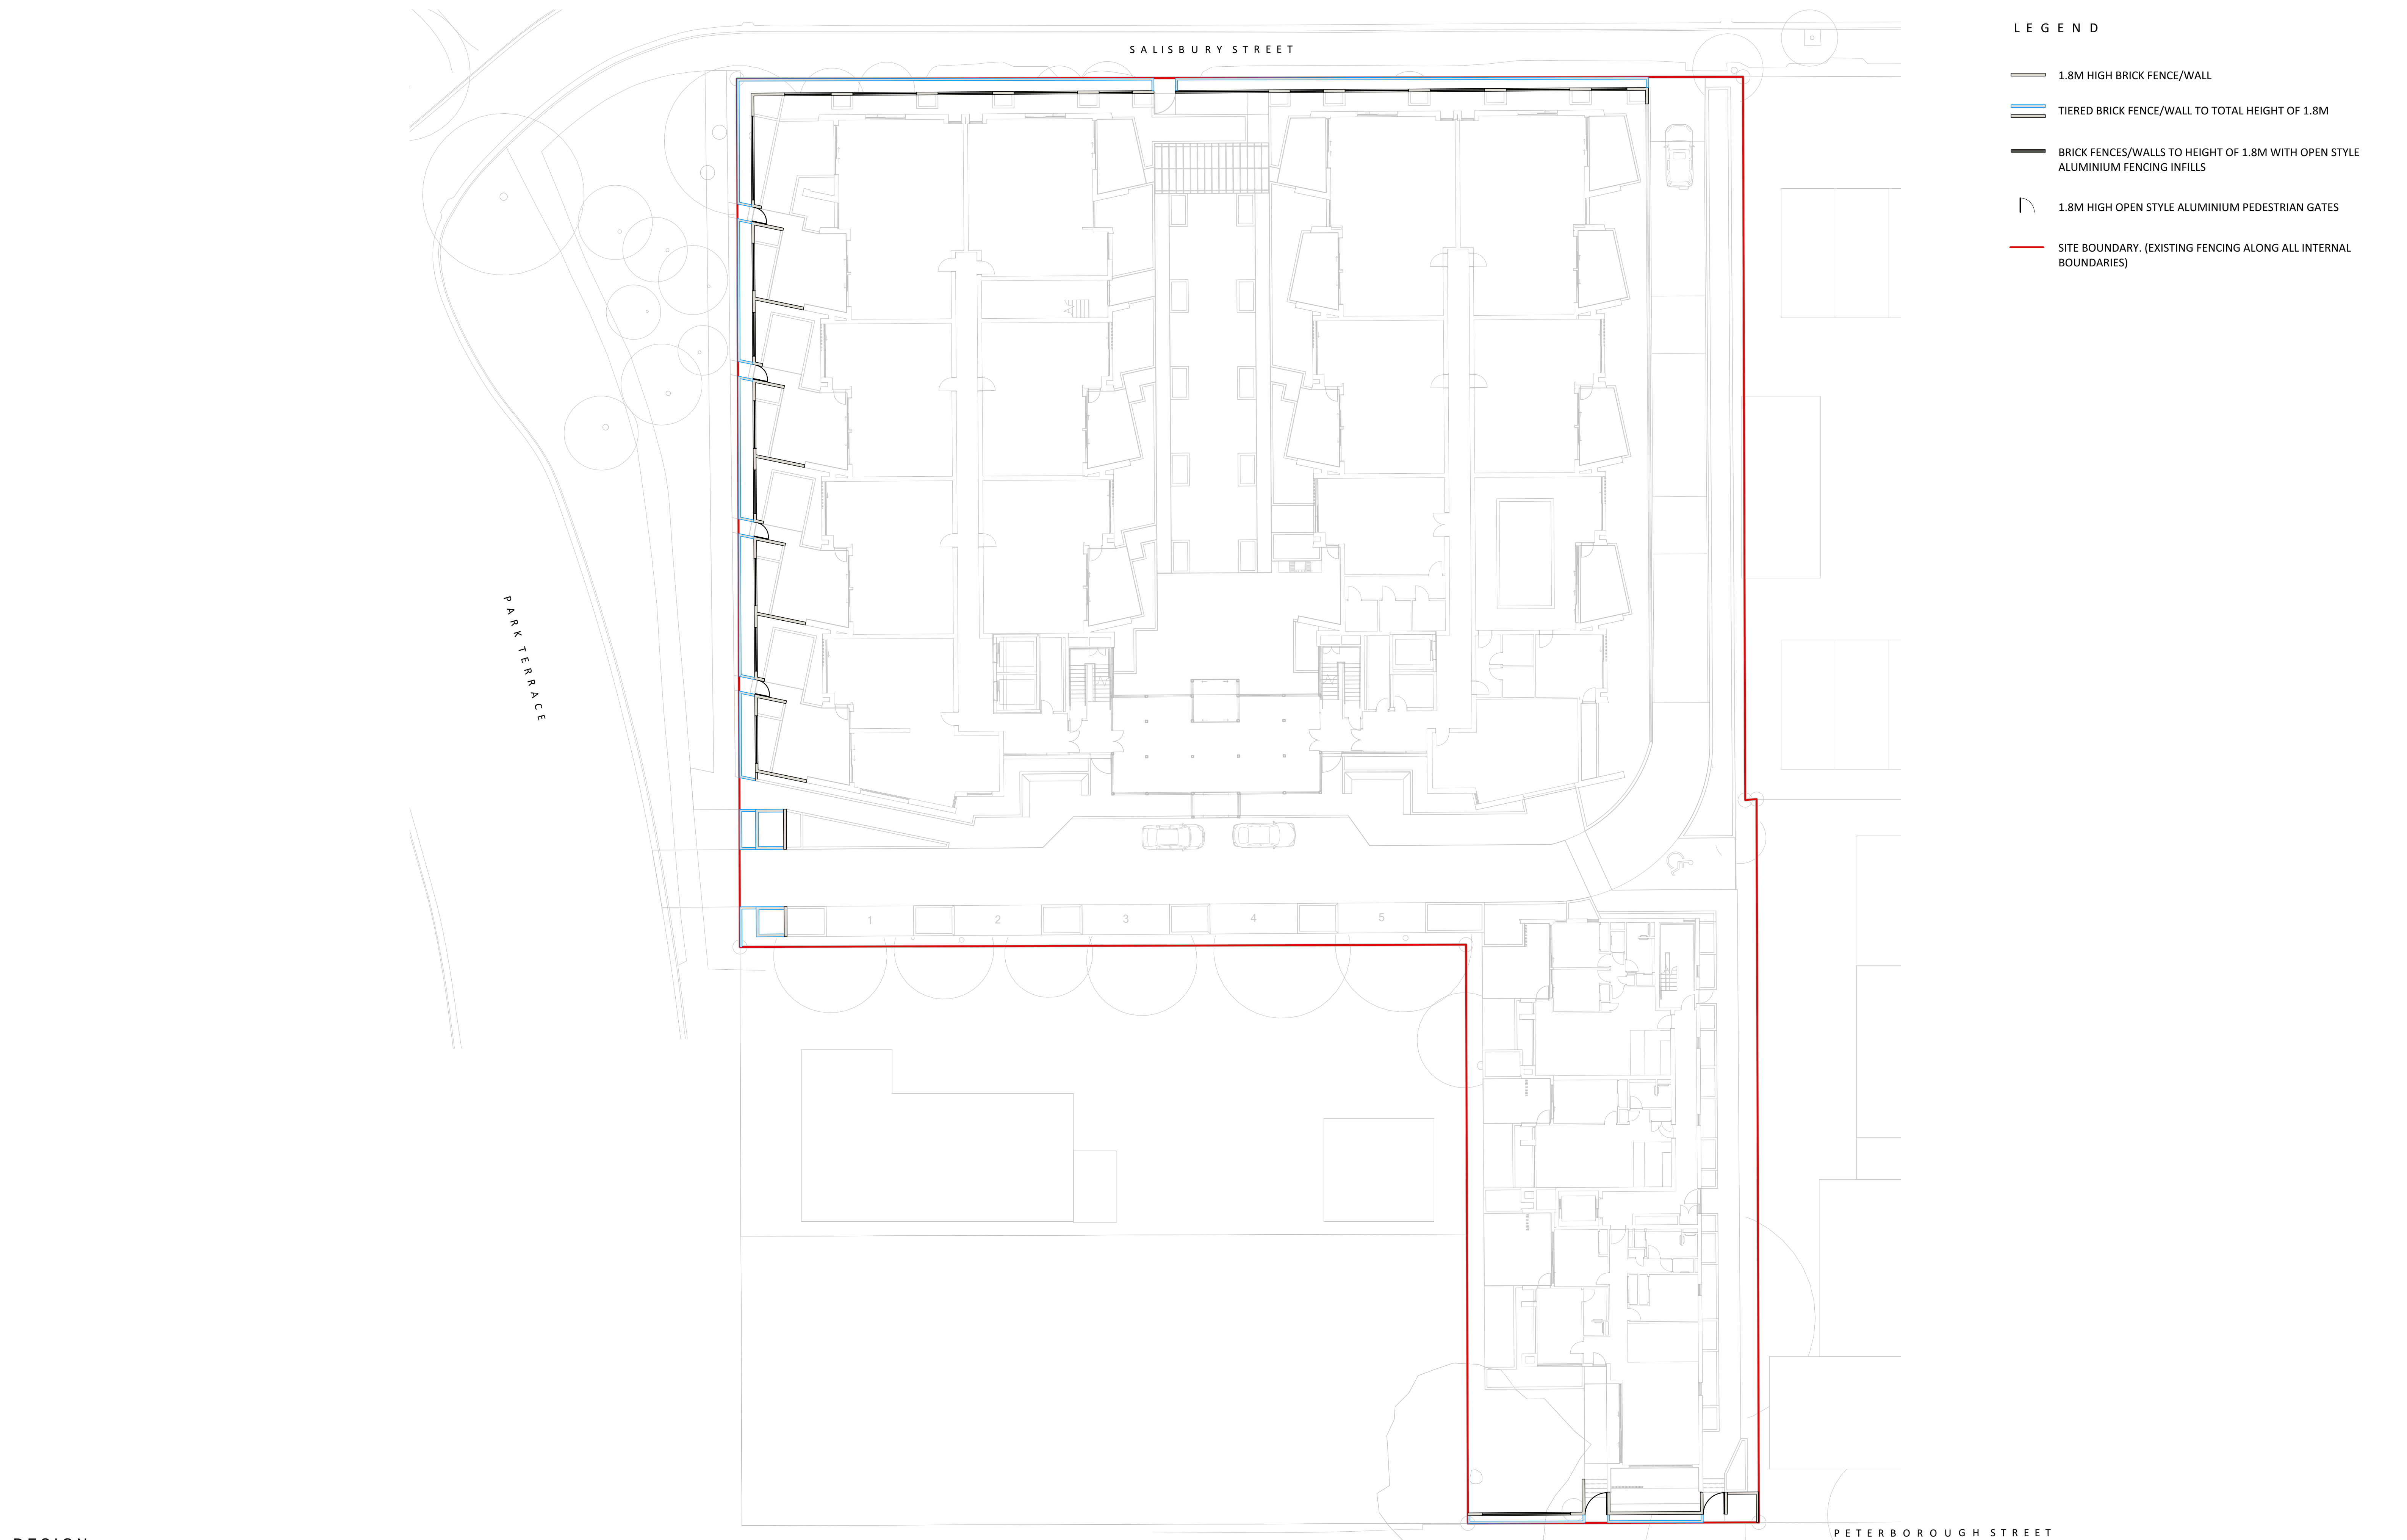 SALISBURY STREET
LEGEND
1.8M HIGH BRICK FENCE/WALL
TIERED BRICK FENCE/WALL TO TOTAL HEIGHT OF 1.8M
BRICK FENCES/WALLS TO HEIGHT OF 1.8M WITH OPEN STYLE
ALUMINIUM FENCING INFILLS
1.8M HIGH OPEN STYLE ALUMINIUM PEDESTRIAN GATES
SITE BOUNDARY. (EXISTING FENCING ALONG ALL INTERNAL
BOUNDARIES)
PARK TERRACE
1 2 3 4 5
PETERBOROUGH STREET
DESIGN